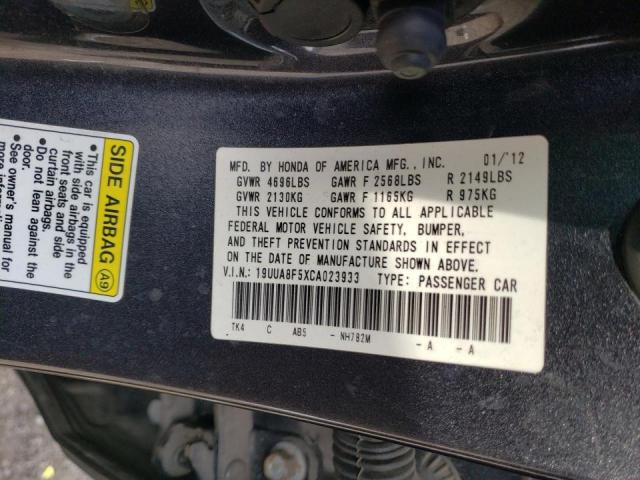 MFD. BY HONDA OF AMERICA MFG., INC. 01/'12
GVWR 4696LBS GAWR F 2568LBS R 2149LBS
GVWR 2130KG GAWR F 1165KG R 975KG
THIS VEHICLE CONFORMS TO ALL APPLICABLE
FEDERAL MOTOR VEHICLE SAFETY, BUMPER,
AND THEFT PREVENTION STANDARDS IN EFFECT
ON THE DATE OF MANUFACTURE SHOWN ABOVE.
V.I.N.: 19UUA8F5XCA023933 TYPE: PASSENGER CAR
TK4 C AB5 - NH782M - A - A
SIDE AIRBAG A9
•This car is equipped
with side airbags in the
front seats and side
curtain airbags.
•Do not lean against the
door.
•See owner's manual for
more information